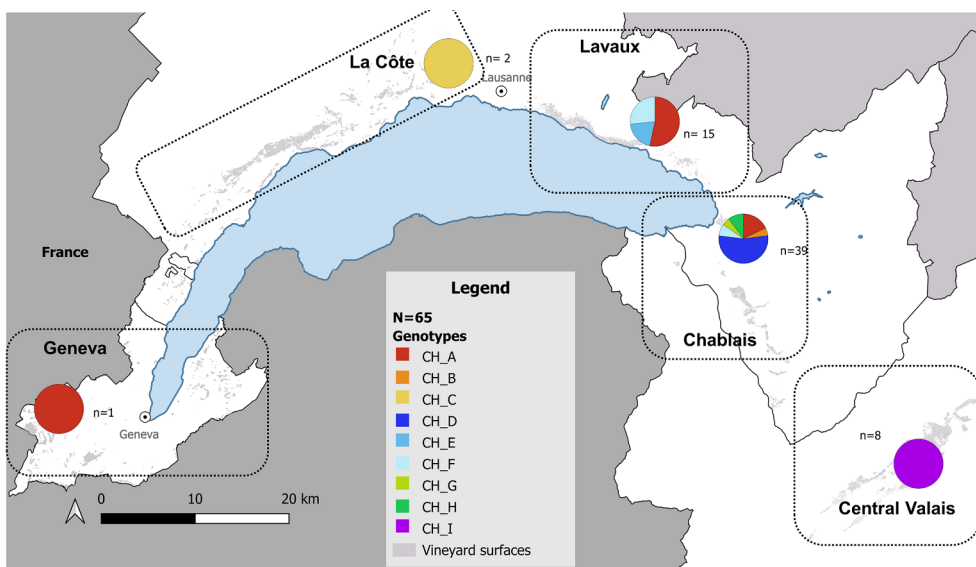 Lavaux
La Côte
n= 2
Lausanne
n= 15
France
n=39
Legend
N=65
Genotypes
CH_A
CH_B
CH_C
CH_D
CH_E
CH_F
CH_G
CH_H
CH_I
Vineyard surfaces
Chablais
Geneva
n=1
Geneva
n=8
Central Valais
0 10 20 km